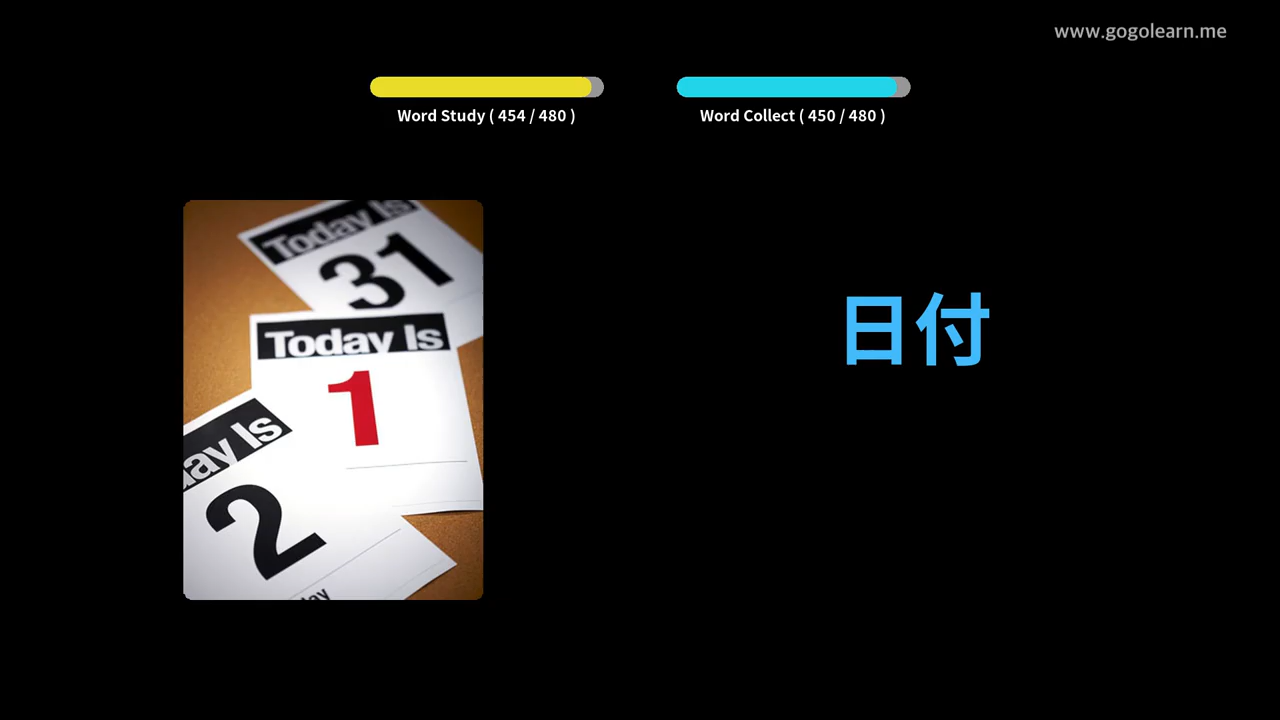 www.gogolearn.me
Word Study ( 454 / 480 )
Word Collect ( 450 / 480 )
Today Is
31
Today Is
1
ay Is
2
日付